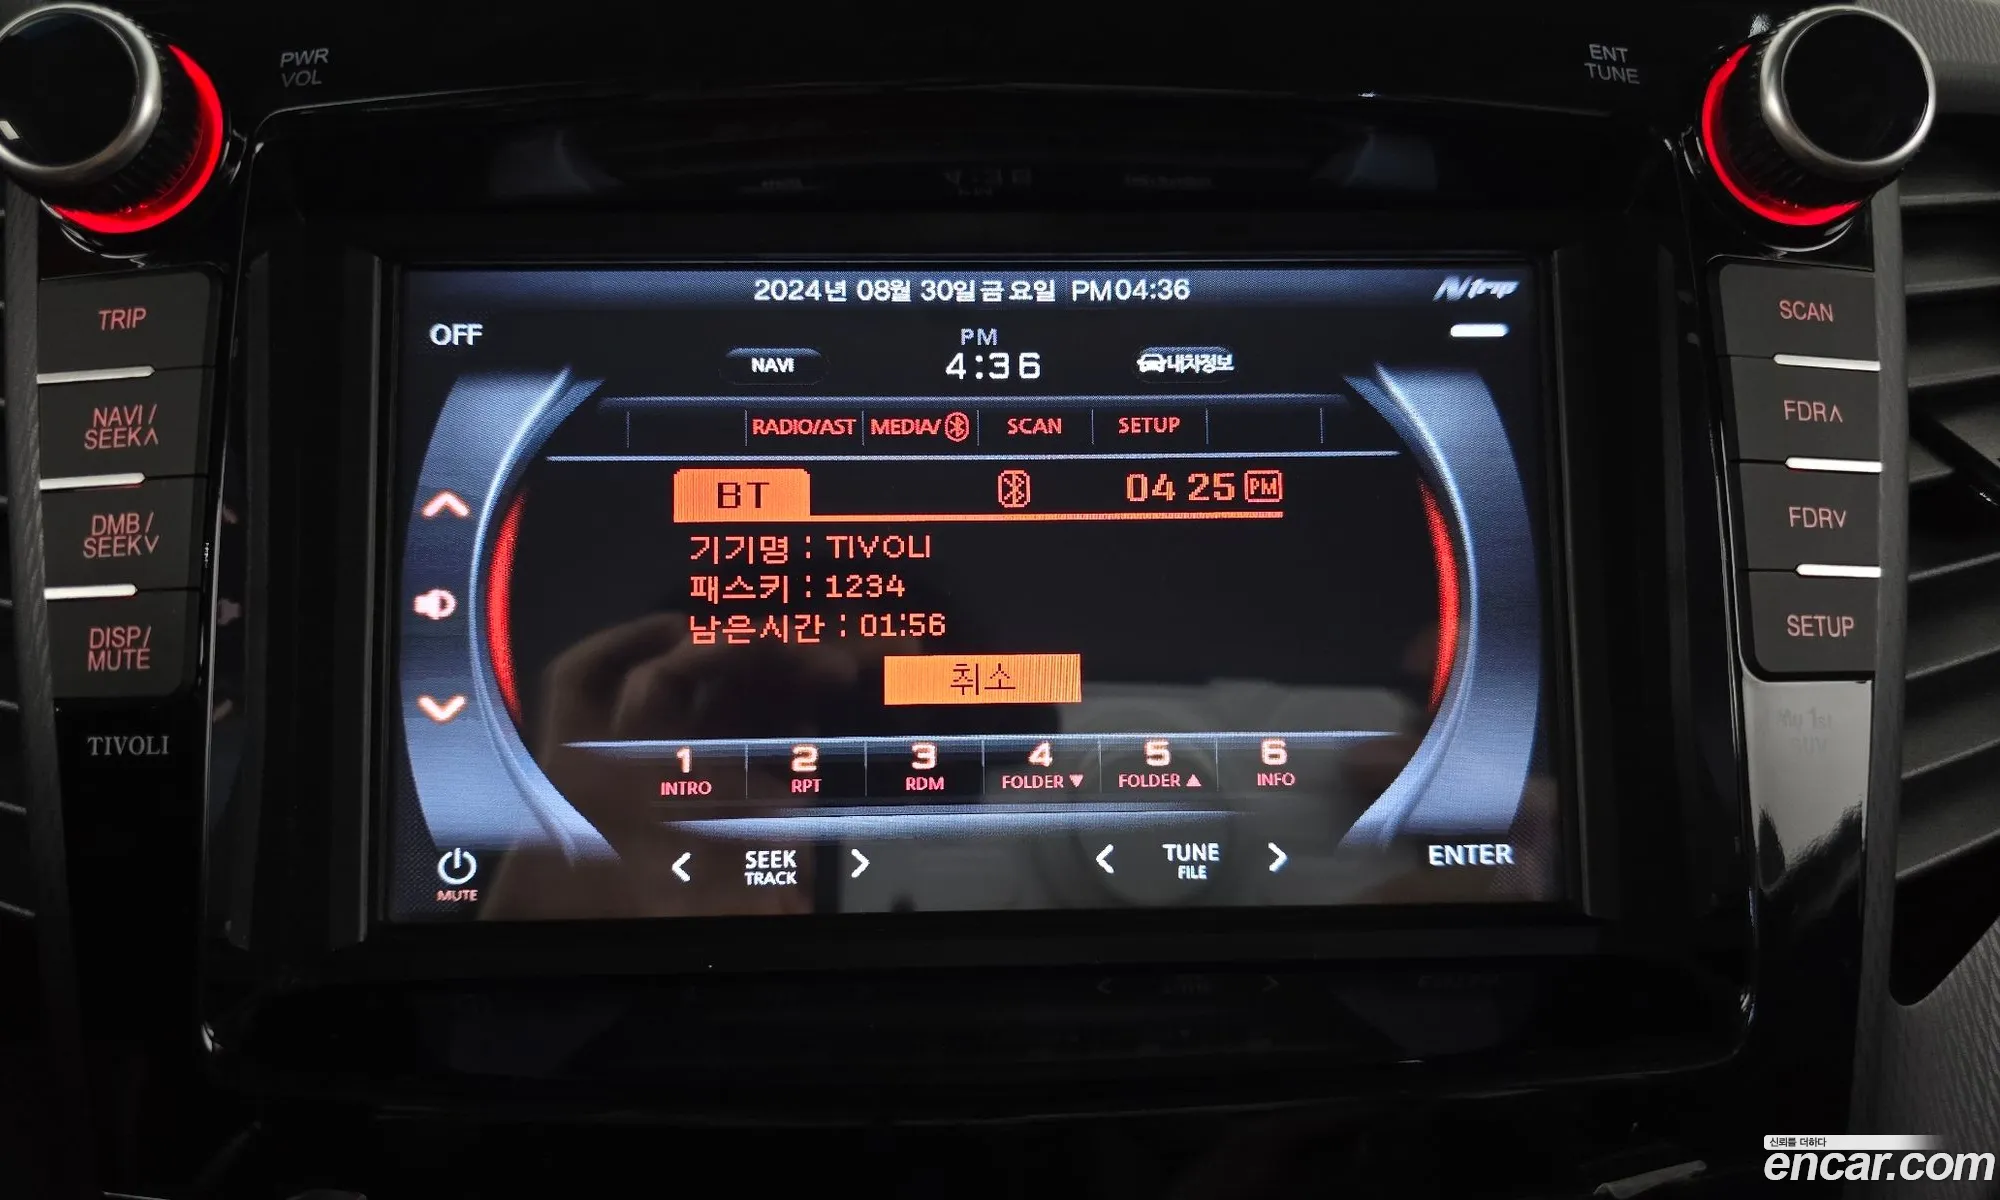 PWR
VOL
ENT
TUNE
2024년 08월 30일 금요일 PM04:36
Ntrip
OFF
NAVI
PM
4:36
내차정보
RADIO/AST MEDIA/ SCAN SETUP
BT
04 25 PM
기기명 : TIVOLI
패스키 : 1234
남은시간 : 01:56
취소
1 2 3 4 5 6
INTRO RPT RDM FOLDER ▼ FOLDER ▲ INFO
MUTE
< SEEK >
TRACK
< TUNE >
FILE
ENTER
TRIP
NAVI /
SEEK∧
DMB /
SEEK∨
DISP/
MUTE
TIVOLI
SCAN
FDR∧
FDR∨
SETUP
신뢰를 더하다
encar.com